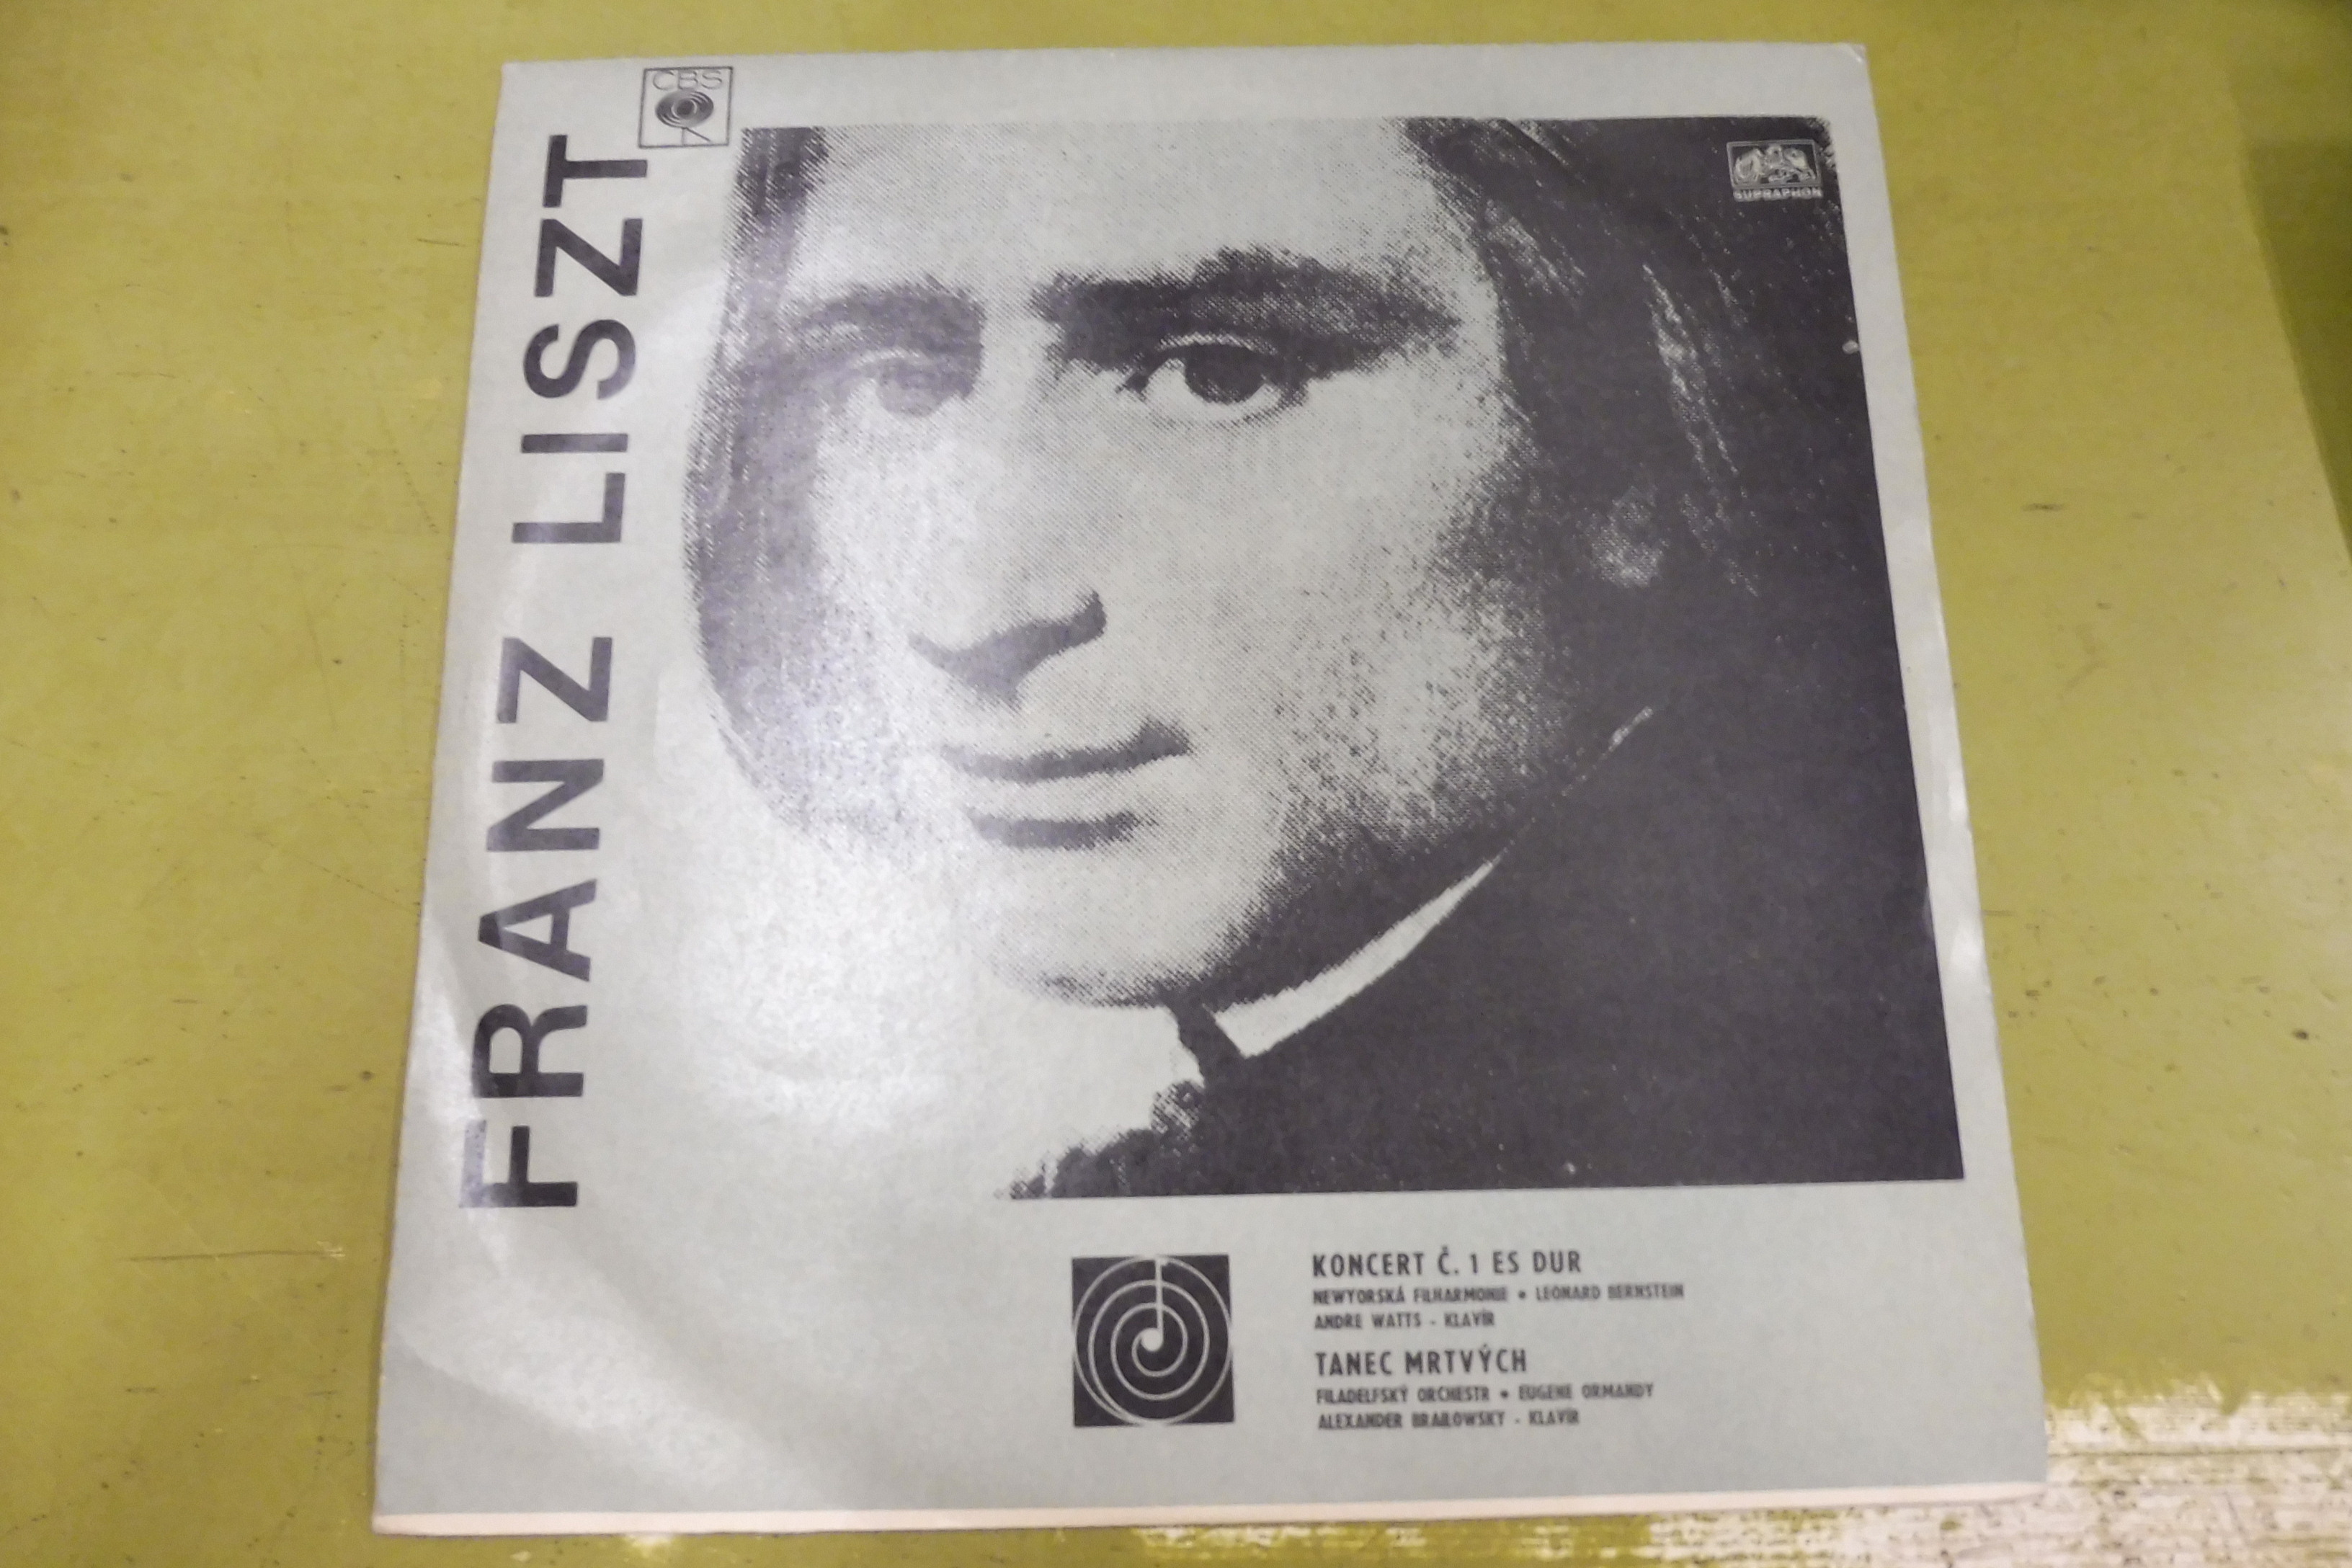 CBS
SUPRAPHON
FRANZ LISZT
KONCERT Č. 1 ES DUR
NEWYORSKÁ FILHARMONIE • LEONARD BERNSTEIN
ANDRE WATTS - KLAVÍR
TANEC MRTVÝCH
FILADELFSKÝ ORCHESTR • EUGENE ORMANDY
ALEXANDER BRAILOWSKY - KLAVÍR